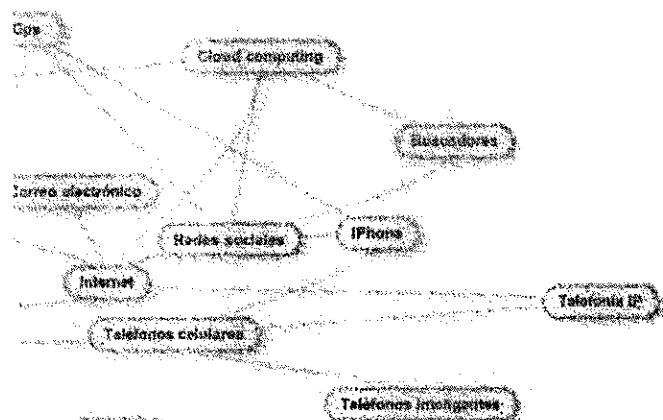 Gps
Cloud computing
Buscadores
Correo electrónico
Redes sociales
IPhone
Internet
Telefonía IP
Teléfonos celulares
Teléfonos inteligentes